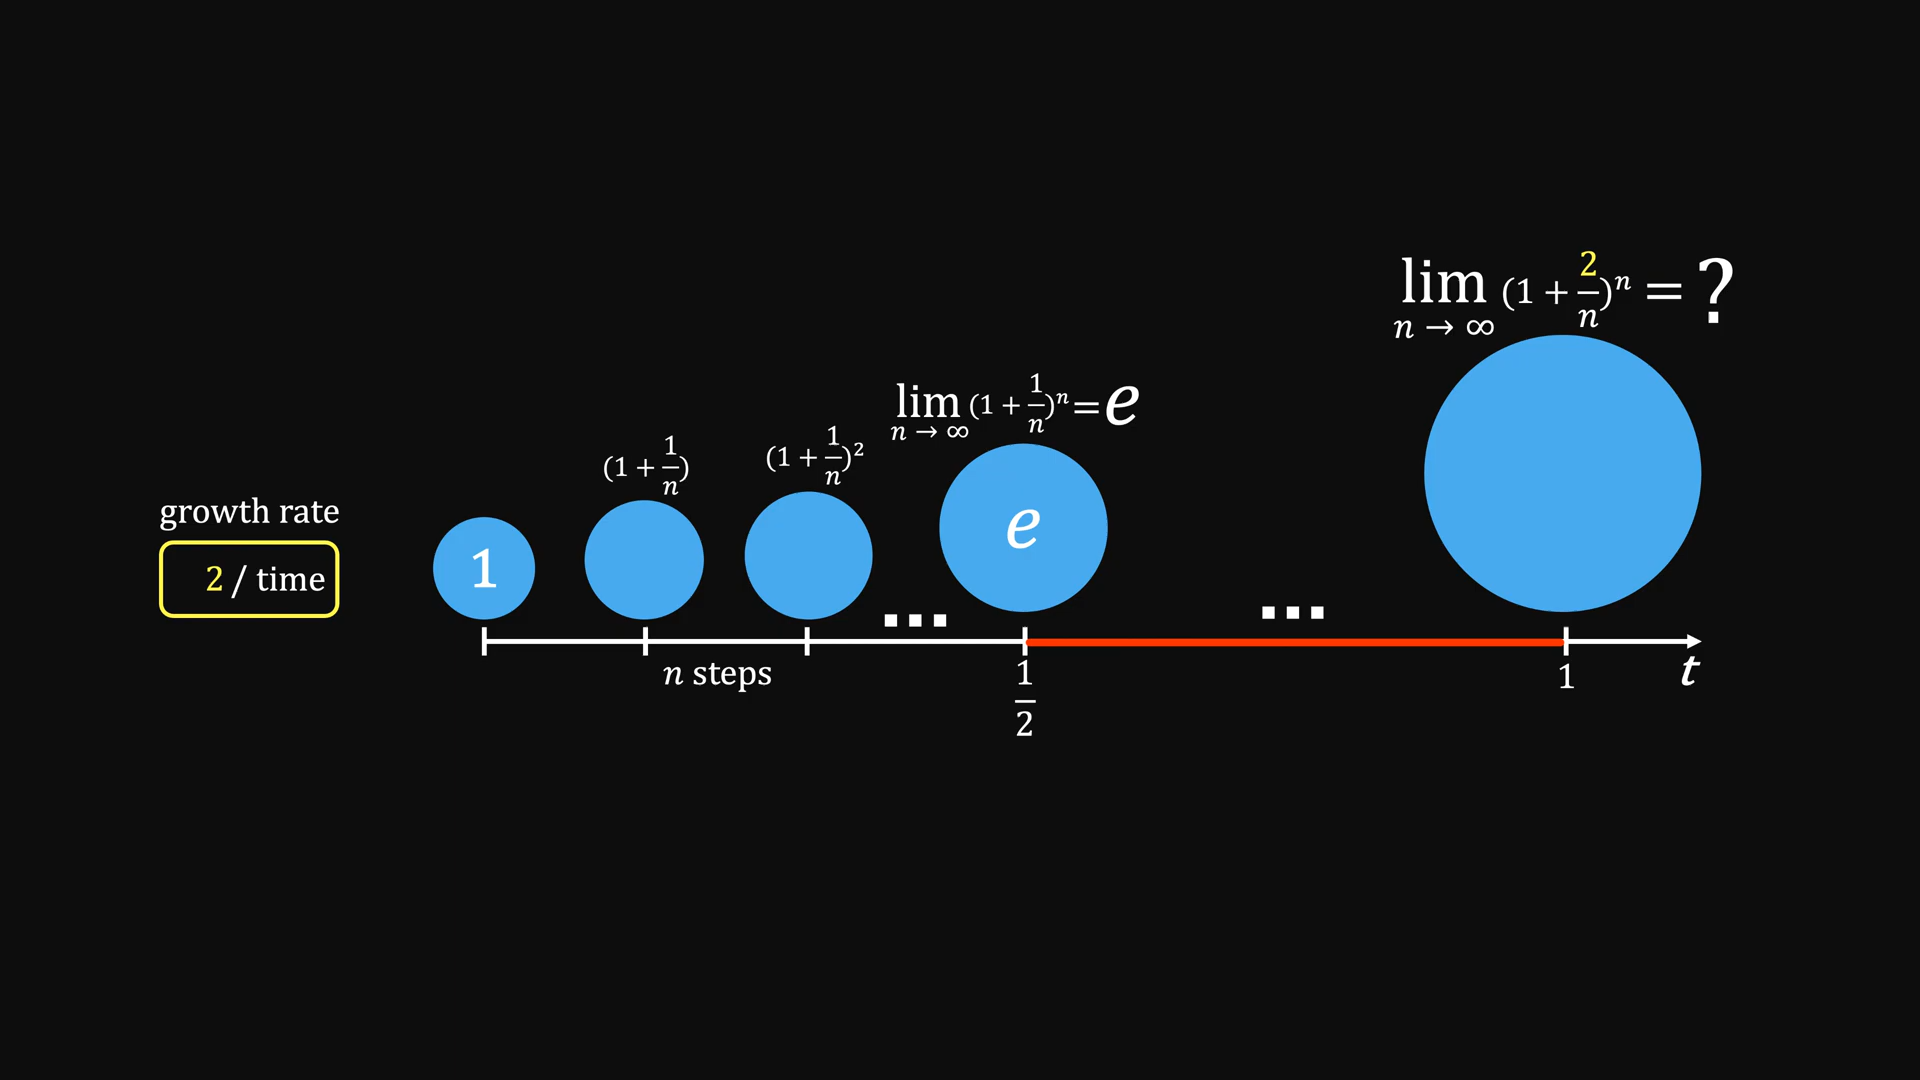 growth rate
2 / time
1
(1 + 1/n)
(1 + 1/n)²
lim n → ∞ (1 + 1/n)ⁿ = e
e
...
...
lim n → ∞ (1 + 2/n)ⁿ = ?
n steps
1/2
1
t